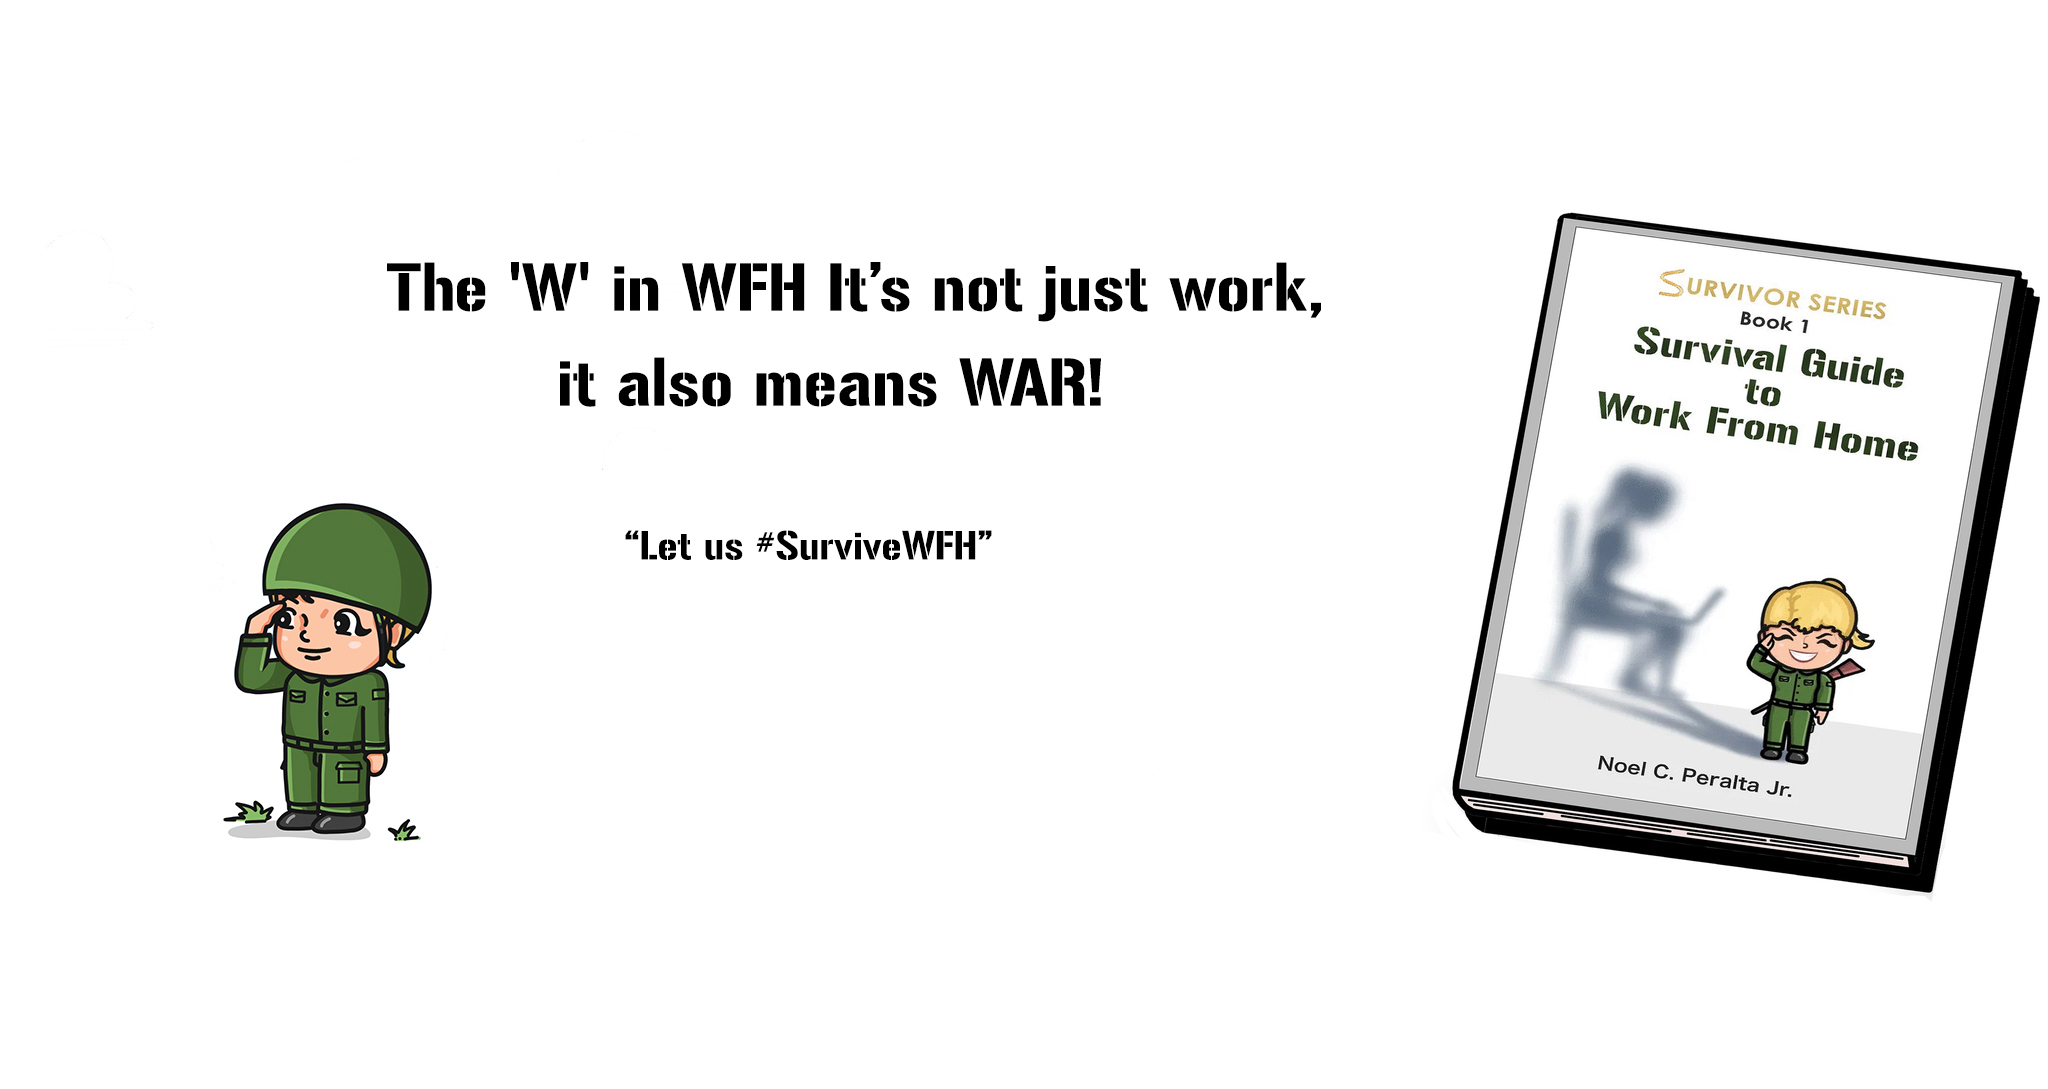 The 'W' in WFH It’s not just work,
it also means WAR!
“Let us #SurviveWFH”
SURVIVOR SERIES
Book 1
Survival Guide
to
Work From Home
Noel C. Peralta Jr.